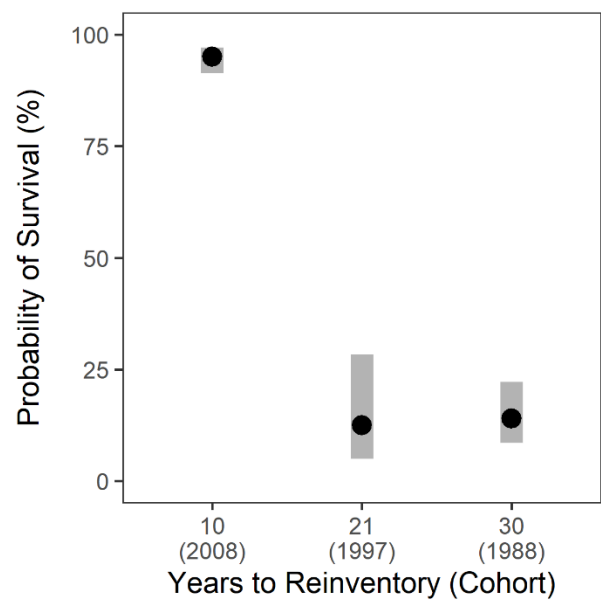 Probability of Survival (%)
100
75
50
25
0
10 21 30
(2008) (1997) (1988)
Years to Reinventory (Cohort)